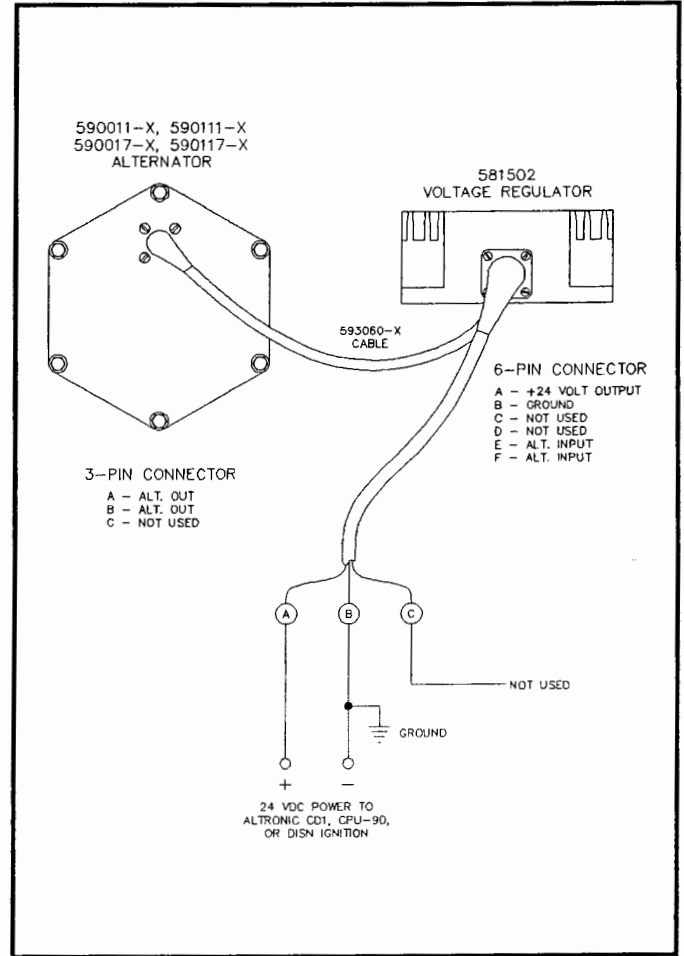 590011-X, 590111-X
590017-X, 590117-X
ALTERNATOR
581502
VOLTAGE REGULATOR
593060-X
CABLE
6-PIN CONNECTOR
A - +24 VOLT OUTPUT
B - GROUND
C - NOT USED
D - NOT USED
E - ALT. INPUT
F - ALT. INPUT
3-PIN CONNECTOR
A - ALT. OUT
B - ALT. OUT
C - NOT USED
A
B
C
NOT USED
GROUND
+
-
24 VDC POWER TO
ALTRONIC CD1, CPU-90,
OR DISN IGNITION